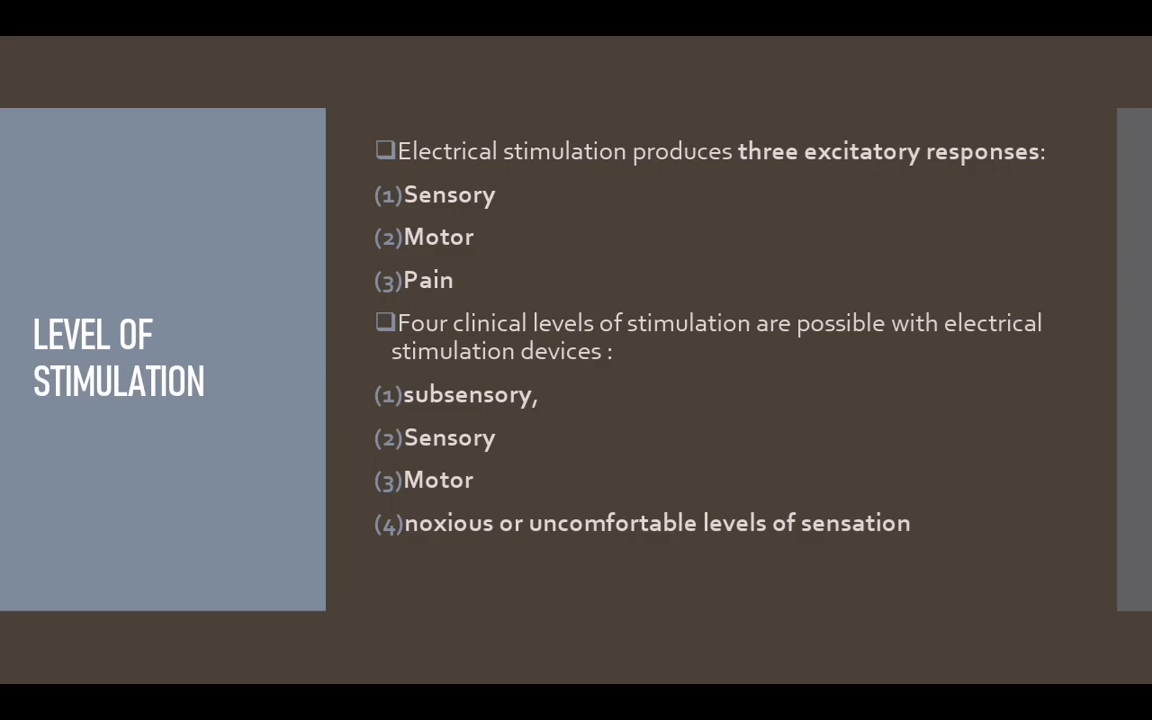 LEVEL OF
STIMULATION
❑Electrical stimulation produces three excitatory responses:
(1)Sensory
(2)Motor
(3)Pain
❑Four clinical levels of stimulation are possible with electrical
stimulation devices :
(1)subsensory,
(2)Sensory
(3)Motor
(4)noxious or uncomfortable levels of sensation